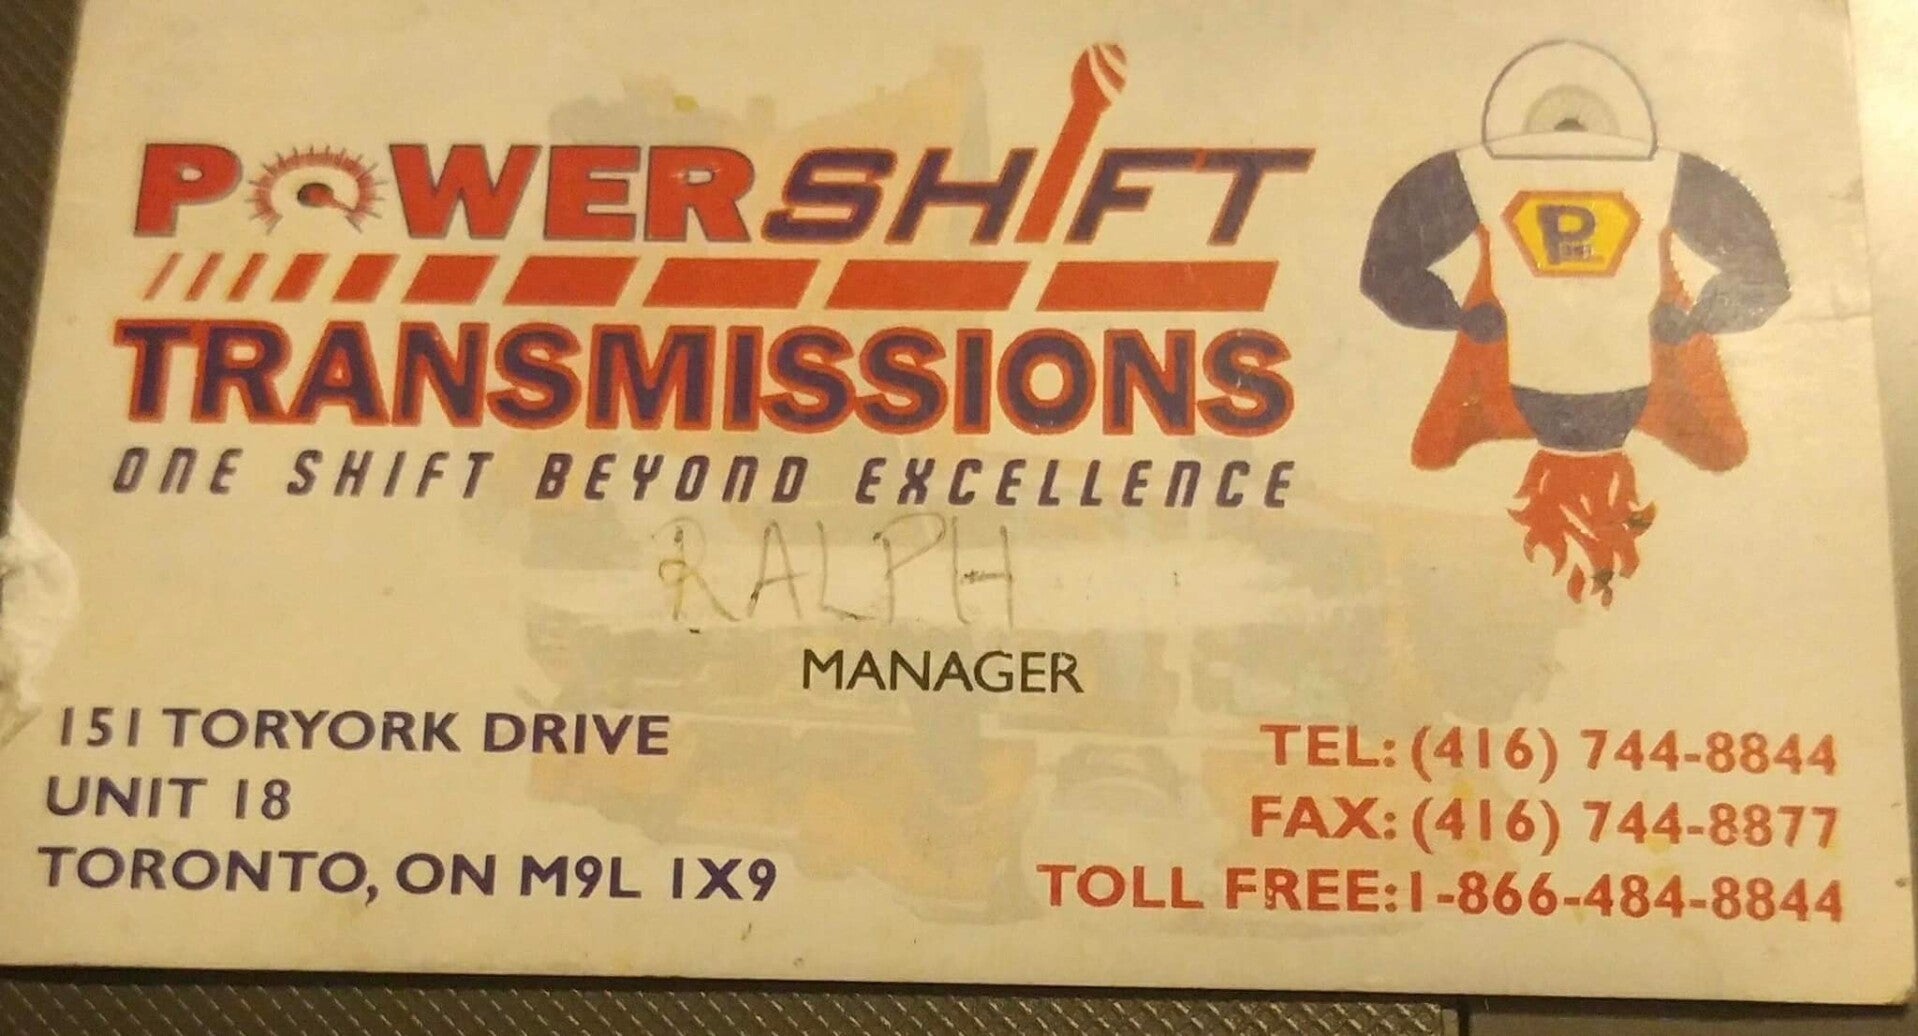 POWERSHIFT
TRANSMISSIONS
ONE SHIFT BEYOND EXCELLENCE
RALPH
MANAGER
151 TORYORK DRIVE
UNIT 18
TORONTO, ON M9L 1X9
TEL: (416) 744-8844
FAX: (416) 744-8877
TOLL FREE: 1-866-484-8844
P